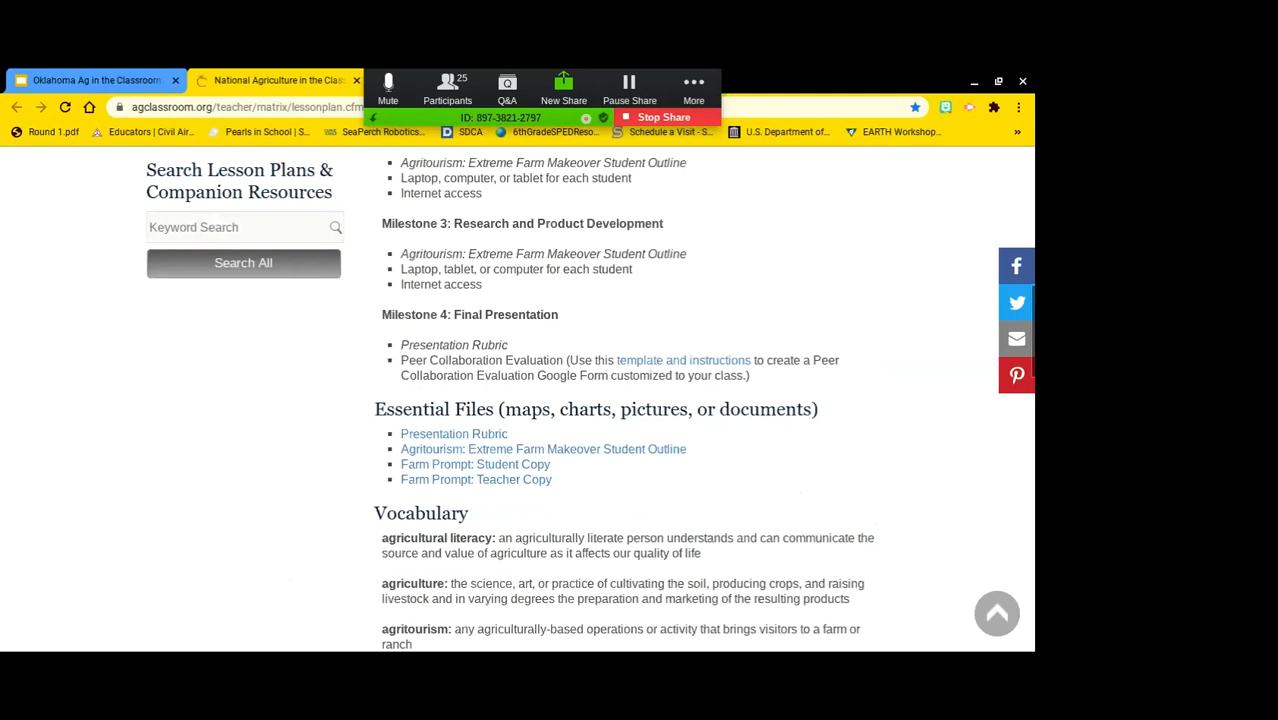 Oklahoma Ag in the Classroom
National Agriculture in the Clas
25
Mute
Participants
Q&A
New Share
Pause Share
More
agclassroom.org/teacher/matrix/lessonplan.cfm
ID: 897-3821-2797
Stop Share
Round 1.pdf
Educators | Civil Air...
Pearls in School | S...
SeaPerch Robotics...
SDCA
6thGradeSPEDReso...
Schedule a Visit - S...
U.S. Department of...
EARTH Workshop...
»
Search Lesson Plans &
Companion Resources
Keyword Search
Search All
Agritourism: Extreme Farm Makeover Student Outline
Laptop, computer, or tablet for each student
Internet access
Milestone 3: Research and Product Development
Agritourism: Extreme Farm Makeover Student Outline
Laptop, tablet, or computer for each student
Internet access
Milestone 4: Final Presentation
Presentation Rubric
Peer Collaboration Evaluation (Use this template and instructions to create a Peer
Collaboration Evaluation Google Form customized to your class.)
Essential Files (maps, charts, pictures, or documents)
Presentation Rubric
Agritourism: Extreme Farm Makeover Student Outline
Farm Prompt: Student Copy
Farm Prompt: Teacher Copy
Vocabulary
agricultural literacy: an agriculturally literate person understands and can communicate the
source and value of agriculture as it affects our quality of life
agriculture: the science, art, or practice of cultivating the soil, producing crops, and raising
livestock and in varying degrees the preparation and marketing of the resulting products
agritourism: any agriculturally-based operations or activity that brings visitors to a farm or
ranch